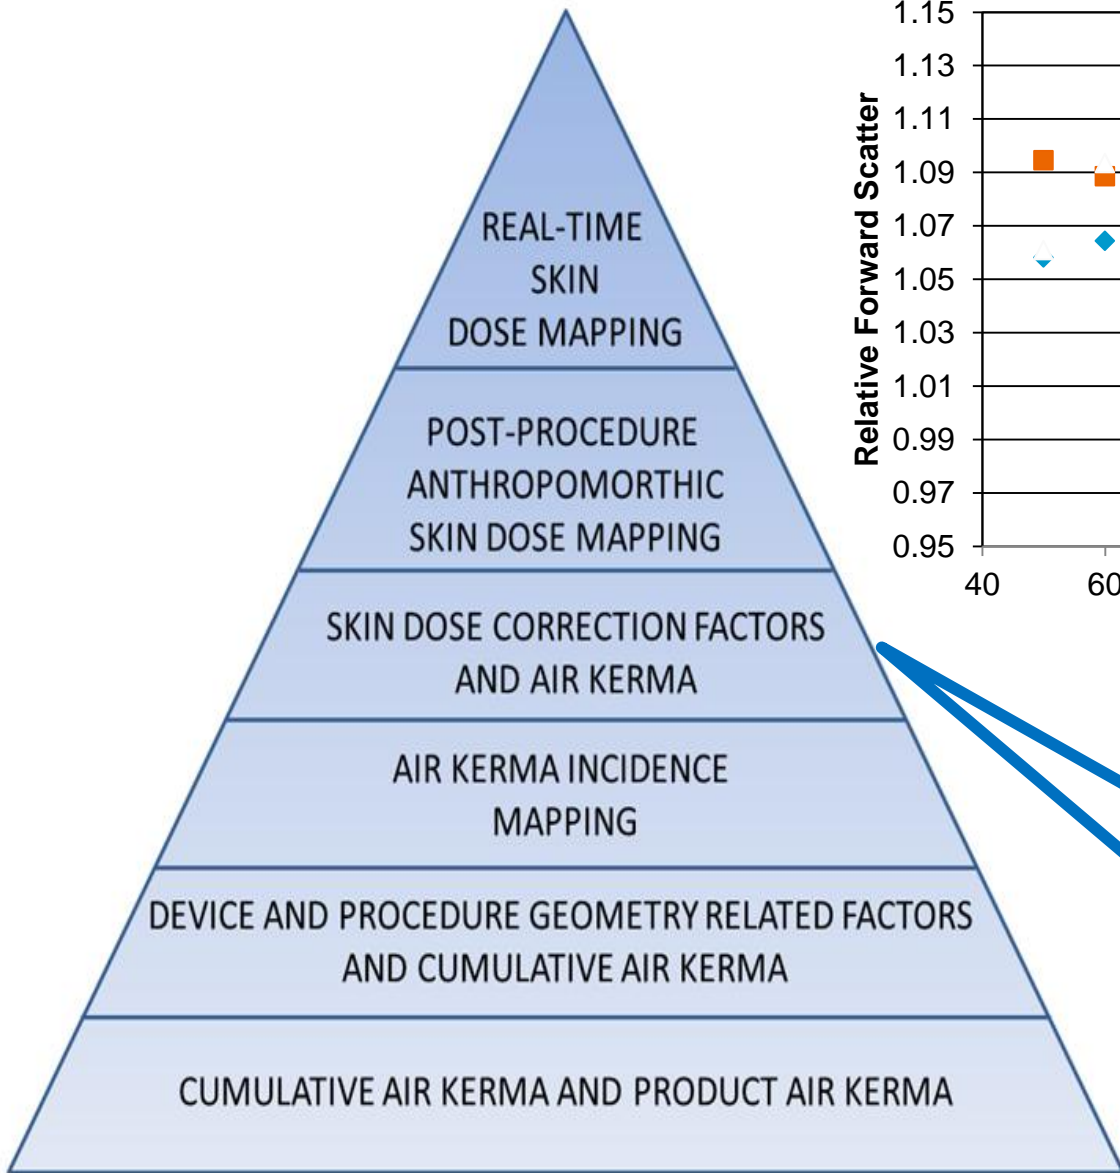 REAL-TIME
SKIN
DOSE MAPPING
POST-PROCEDURE
ANTHROPOMORTHIC
SKIN DOSE MAPPING
SKIN DOSE CORRECTION FACTORS
AND AIR KERMA
AIR KERMA INCIDENCE
MAPPING
DEVICE AND PROCEDURE GEOMETRY RELATED FACTORS
AND CUMULATIVE AIR KERMA
CUMULATIVE AIR KERMA AND PRODUCT AIR KERMA
Relative Forward Scatter
1.15
1.13
1.11
1.09
1.07
1.05
1.03
1.01
0.99
0.97
0.95
40 60